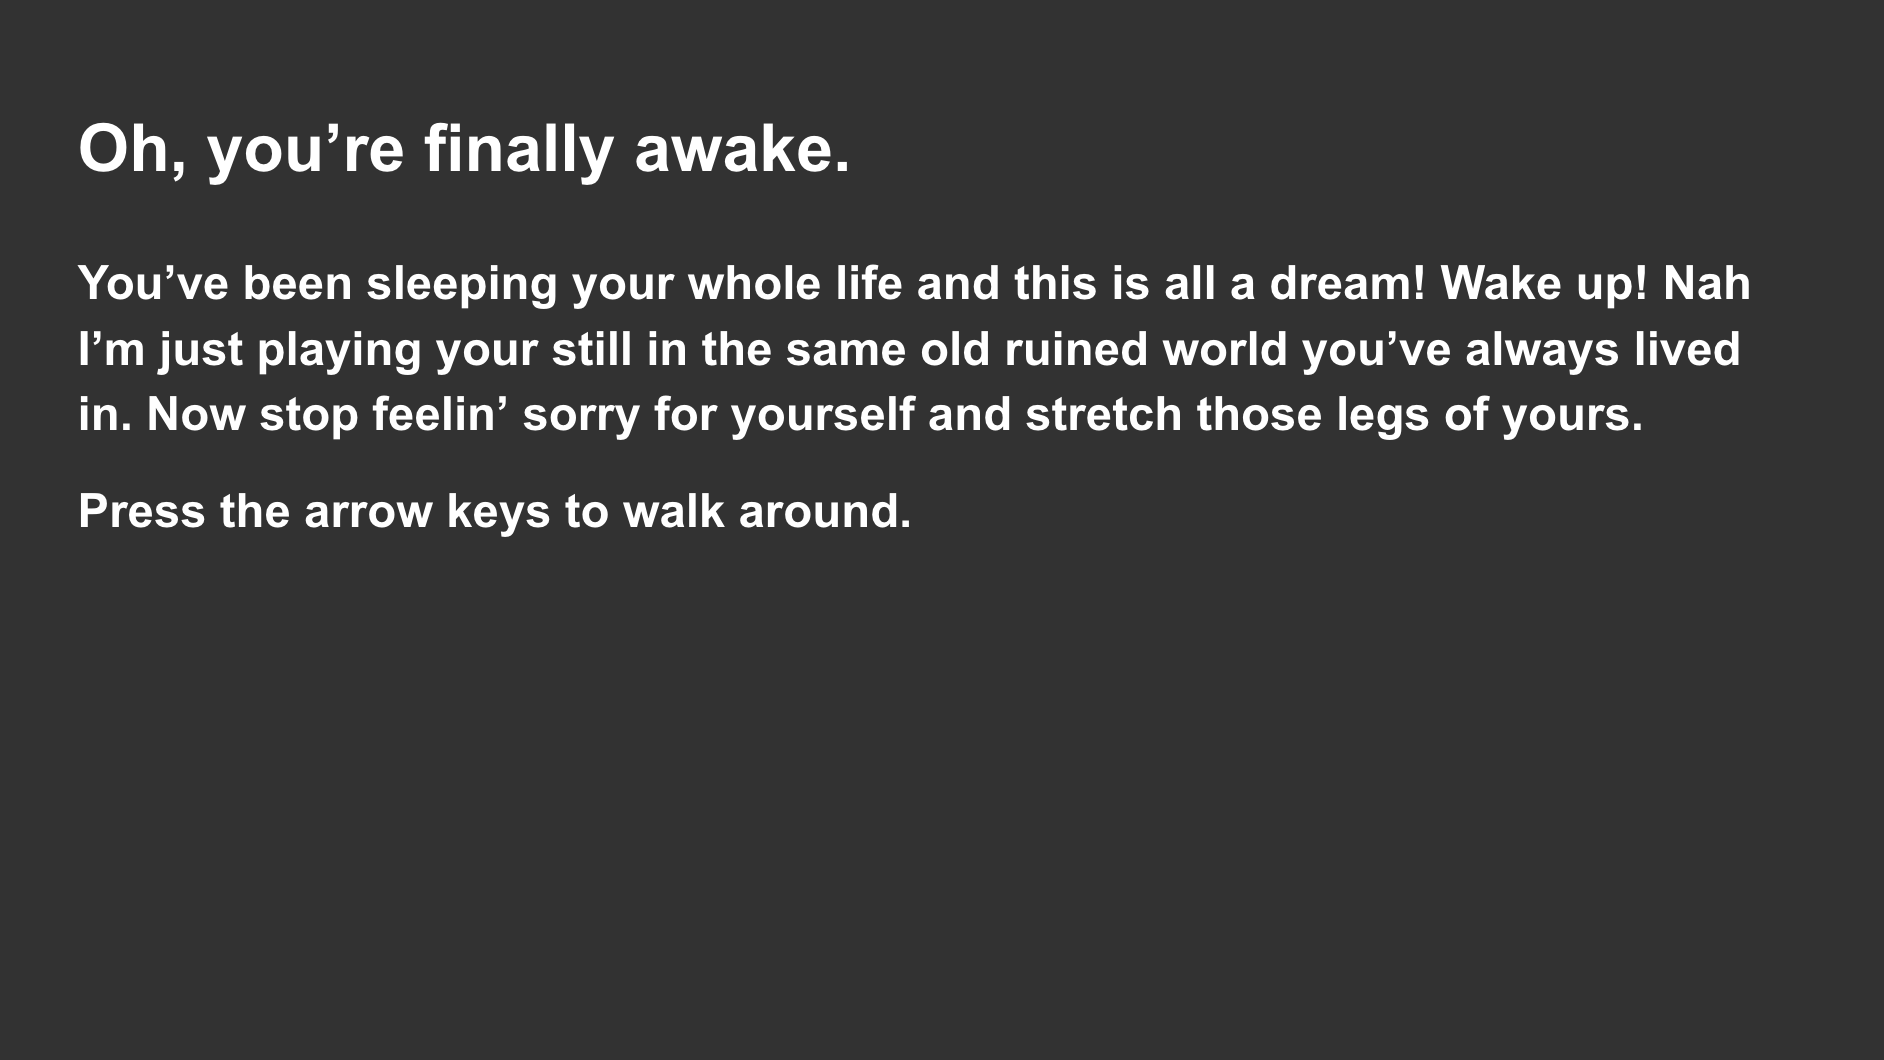 Oh, you’re finally awake.
You’ve been sleeping your whole life and this is all a dream! Wake up! Nah
I’m just playing your still in the same old ruined world you’ve always lived
in. Now stop feelin’ sorry for yourself and stretch those legs of yours.
Press the arrow keys to walk around.